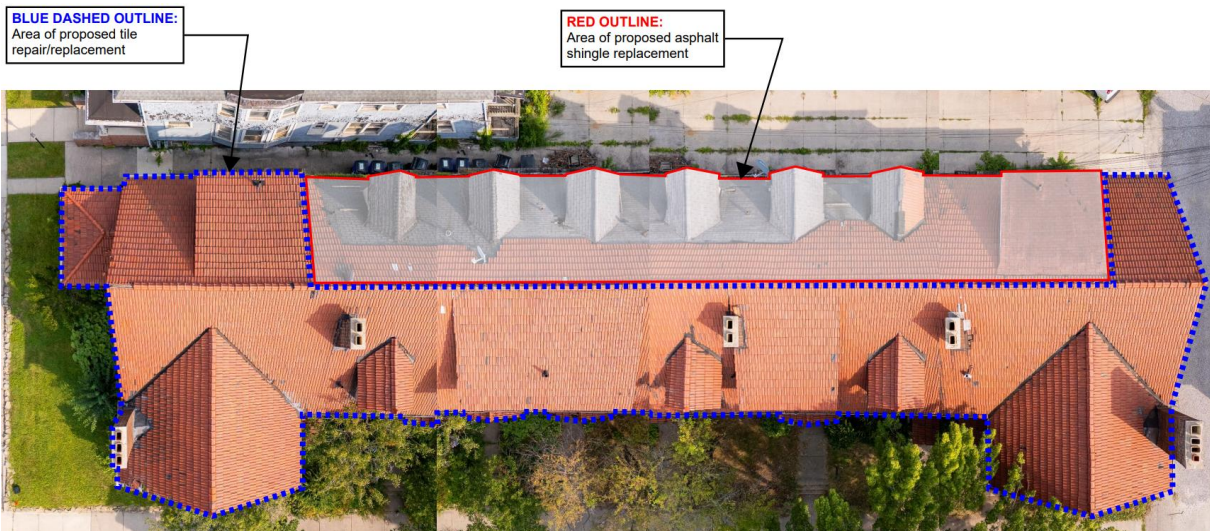 BLUE DASHED OUTLINE:
Area of proposed tile
repair/replacement
RED OUTLINE:
Area of proposed asphalt
shingle replacement